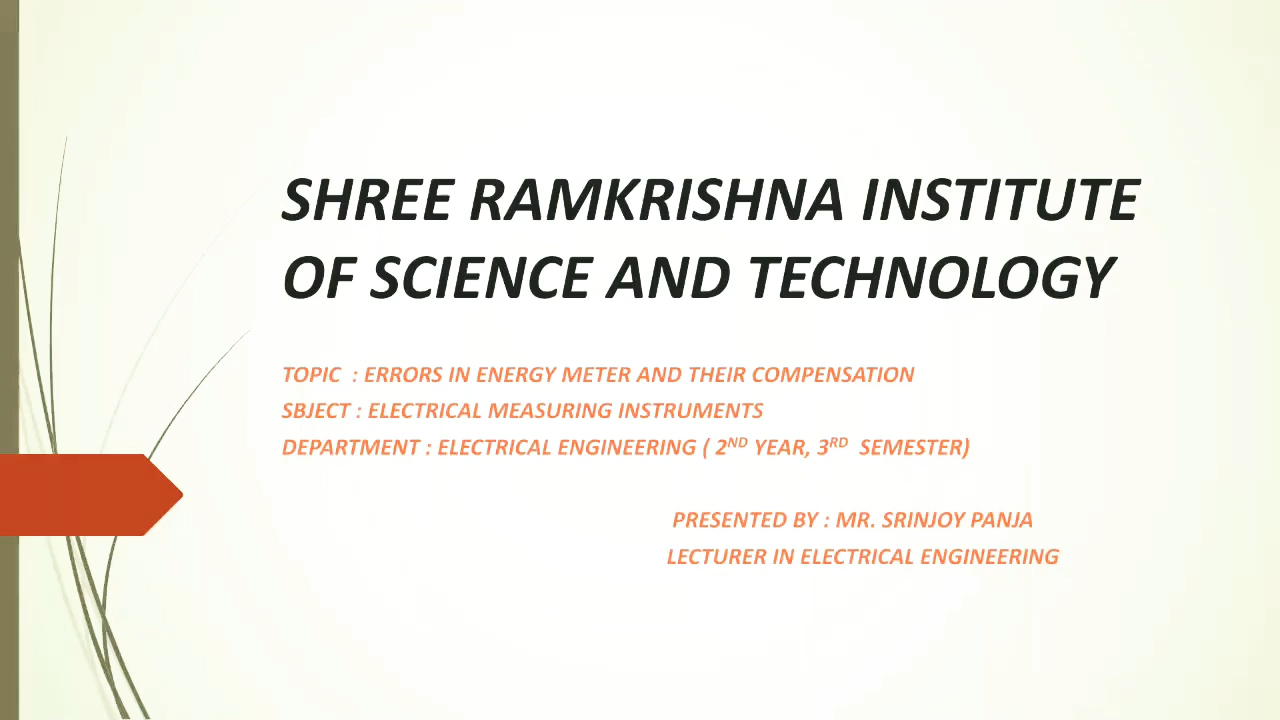 SHREE RAMKRISHNA INSTITUTE
OF SCIENCE AND TECHNOLOGY
TOPIC : ERRORS IN ENERGY METER AND THEIR COMPENSATION
SBJECT : ELECTRICAL MEASURING INSTRUMENTS
DEPARTMENT : ELECTRICAL ENGINEERING ( 2ND YEAR, 3RD SEMESTER)
PRESENTED BY : MR. SRINJOY PANJA
LECTURER IN ELECTRICAL ENGINEERING